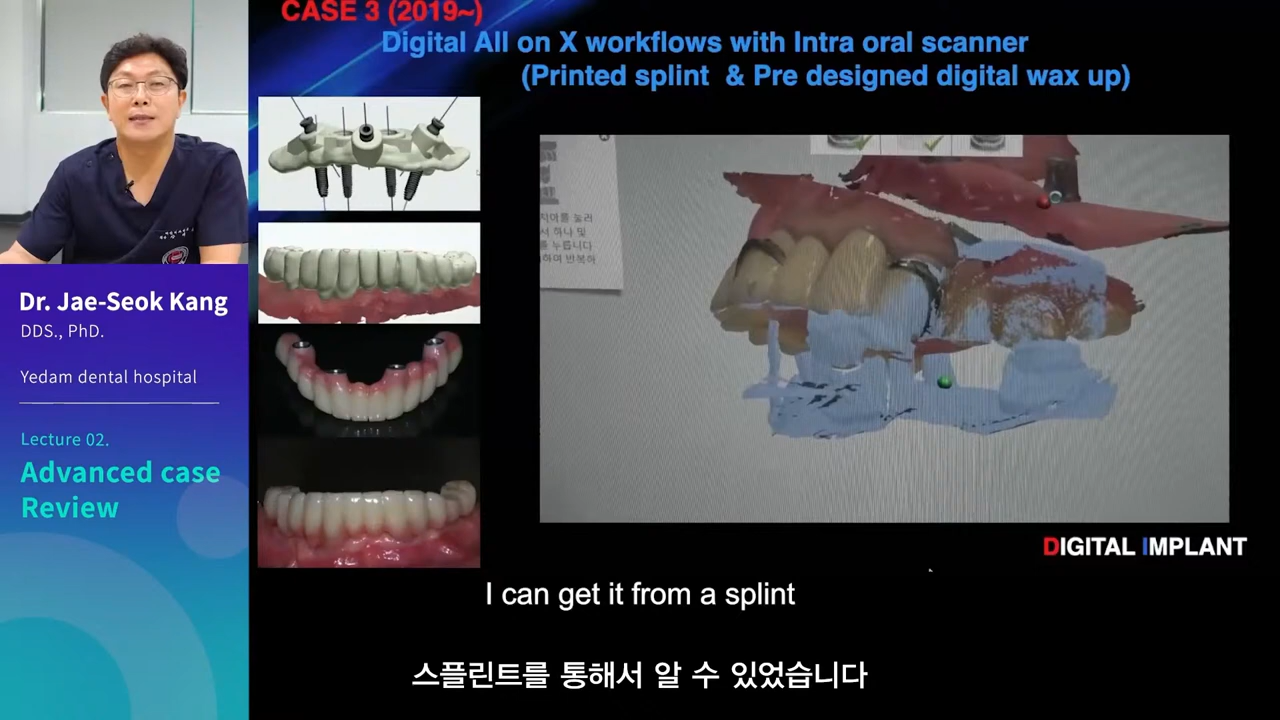 CASE 3 (2019~)
Digital All on X workflows with Intra oral scanner
(Printed splint & Pre designed digital wax up)
Dr. Jae-Seok Kang
DDS., PhD.
Yedam dental hospital
Lecture 02.
Advanced case
Review
DIGITAL IMPLANT
I can get it from a splint
스플린트를 통해서 알 수 있었습니다